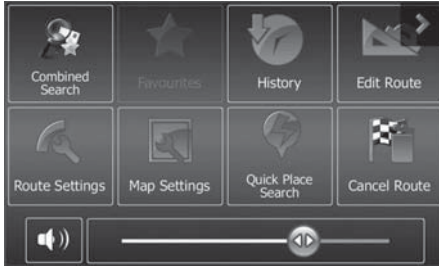 Combined
Search
Favourites
History
Edit Route
Route Settings
Map Settings
Quick Place
Search
Cancel Route